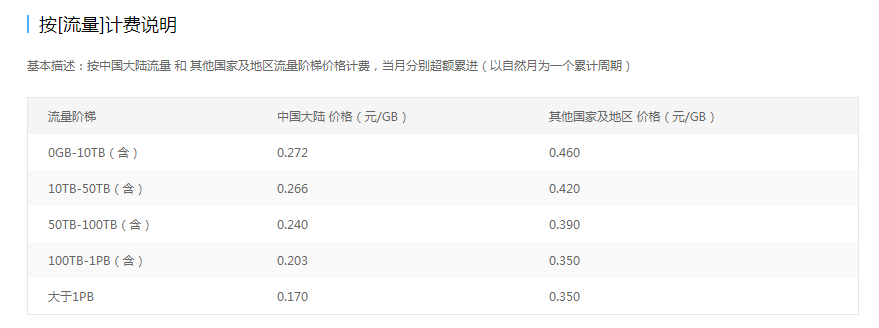 按[流量]计费说明
基本描述：按中国大陆流量 和 其他国家及地区流量阶梯价格计费，当月分别超额累进（以自然月为一个累计周期）
流量阶梯 中国大陆 价格（元/GB） 其他国家及地区 价格（元/GB）
0GB-10TB（含） 0.272 0.460
10TB-50TB（含） 0.266 0.420
50TB-100TB（含） 0.240 0.390
100TB-1PB（含） 0.203 0.350
大于1PB 0.170 0.350